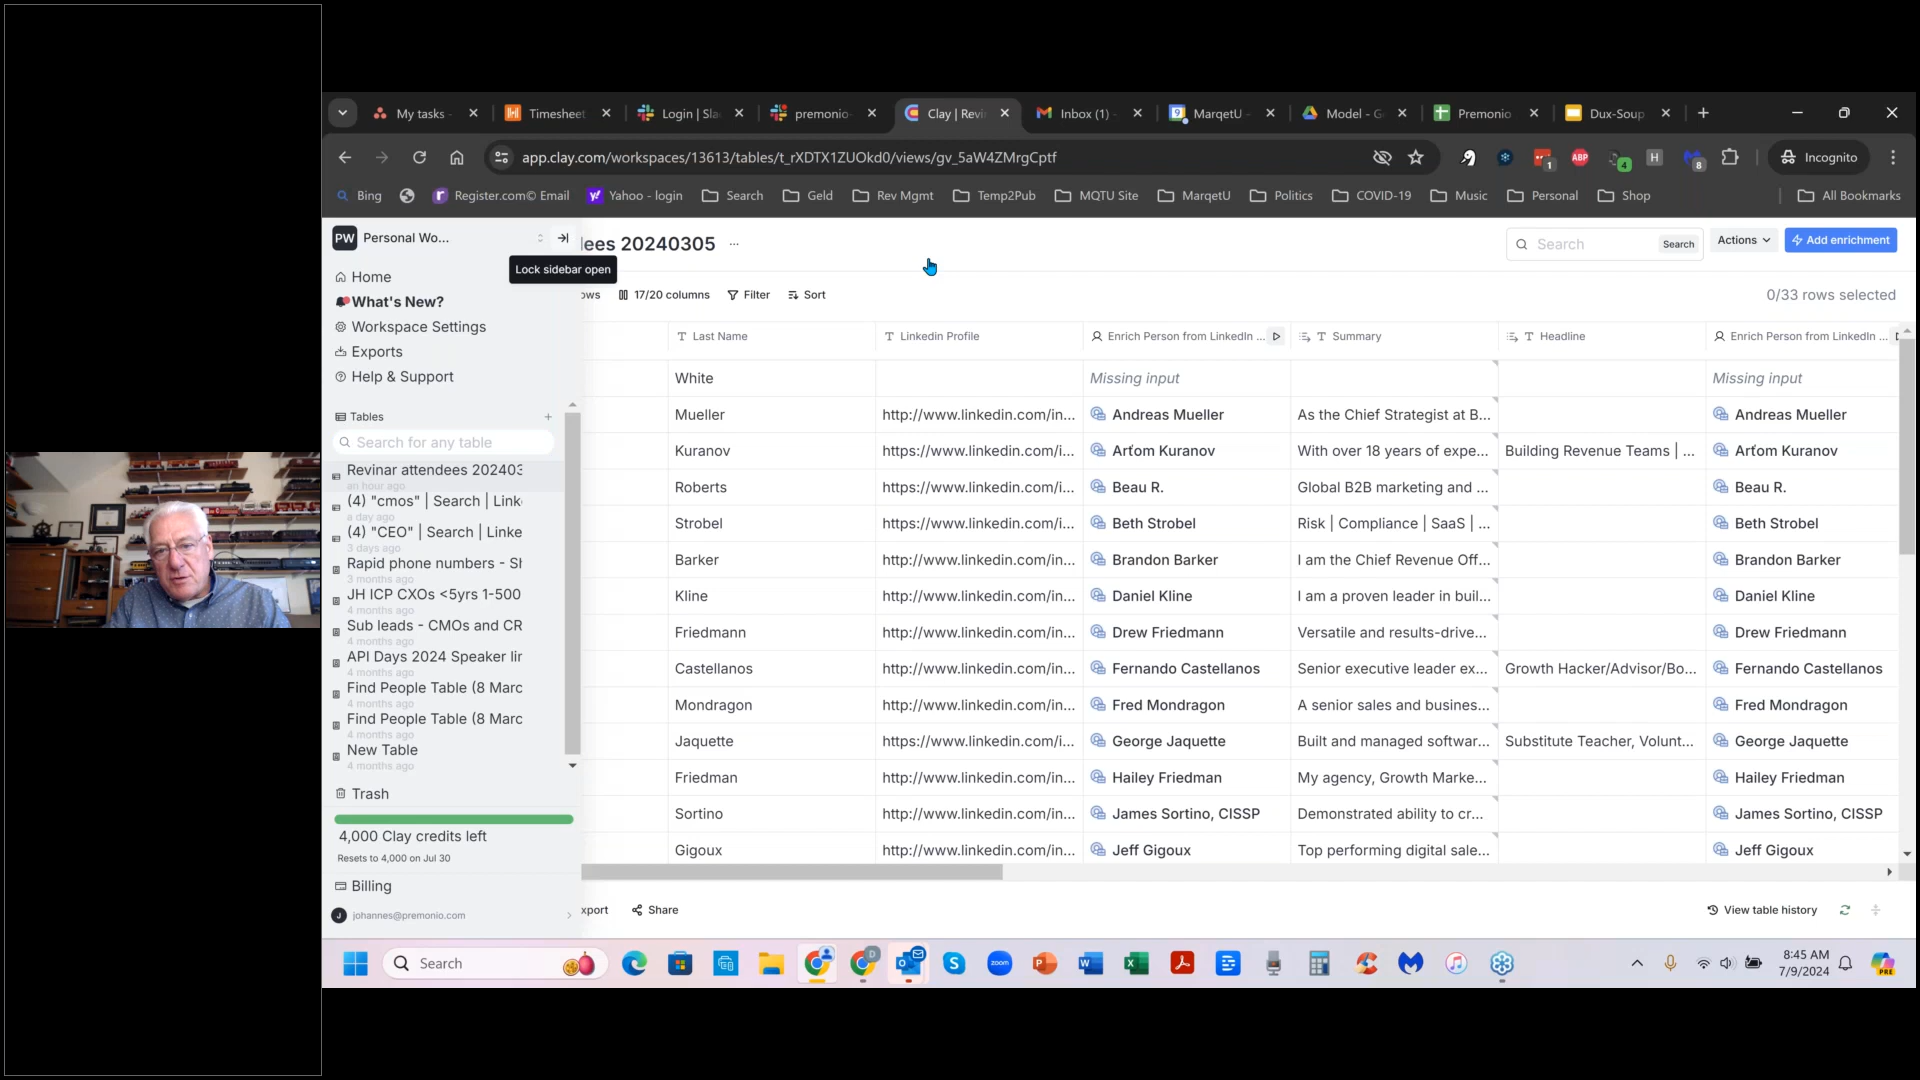 My tasks -
Timesheet
Login | Sla
premonio
Clay | Revi
Inbox (1) -
MarqetU -
Model - G
Premonio
Dux-Soup
app.clay.com/workspaces/13613/tables/t_rXDTX1ZUOkd0/views/gv_5aW4ZMrgCptf
1
ABP
4
H
8
Incognito
Bing
Register.com© Email
Yahoo - login
Search
Geld
Rev Mgmt
Temp2Pub
MQTU Site
MarqetU
Politics
COVID-19
Music
Personal
Shop
All Bookmarks
PW Personal Wo...
Lock sidebar open
Home
What's New?
Workspace Settings
Exports
Help & Support
Tables
Search for any table
Revinar attendees 202403
an hour ago
(4) "cmos" | Search | Link
a day ago
(4) "CEO" | Search | Linke
3 days ago
Rapid phone numbers - Sh
3 months ago
JH ICP CXOs <5yrs 1-500
4 months ago
Sub leads - CMOs and CR
4 months ago
API Days 2024 Speaker lin
4 months ago
Find People Table (8 Marc
4 months ago
Find People Table (8 Marc
4 months ago
New Table
4 months ago
Trash
4,000 Clay credits left
Resets to 4,000 on Jul 30
Billing
J johannes@premonio.com
lees 20240305 ...
Search Search
Actions
Add enrichment
ows 17/20 columns Filter Sort
0/33 rows selected
Last Name Linkedin Profile Enrich Person from LinkedIn ... Summary Headline Enrich Person from LinkedIn ...
White Missing input Missing input
Mueller http://www.linkedin.com/in... Andreas Mueller As the Chief Strategist at B... Andreas Mueller
Kuranov https://www.linkedin.com/i... Arťom Kuranov With over 18 years of expe... Building Revenue Teams | ... Arťom Kuranov
Roberts https://www.linkedin.com/i... Beau R. Global B2B marketing and ... Beau R.
Strobel https://www.linkedin.com/i... Beth Strobel Risk | Compliance | SaaS | ... Beth Strobel
Barker http://www.linkedin.com/in... Brandon Barker I am the Chief Revenue Off... Brandon Barker
Kline http://www.linkedin.com/in... Daniel Kline I am a proven leader in buil... Daniel Kline
Friedmann http://www.linkedin.com/in... Drew Friedmann Versatile and results-drive... Drew Friedmann
Castellanos http://www.linkedin.com/in... Fernando Castellanos Senior executive leader ex... Growth Hacker/Advisor/Bo... Fernando Castellanos
Mondragon http://www.linkedin.com/in... Fred Mondragon A senior sales and busines... Fred Mondragon
Jaquette https://www.linkedin.com/i... George Jaquette Built and managed softwar... Substitute Teacher, Volunt... George Jaquette
Friedman http://www.linkedin.com/in... Hailey Friedman My agency, Growth Marke... Hailey Friedman
Sortino http://www.linkedin.com/in... James Sortino, CISSP Demonstrated ability to cr... James Sortino, CISSP
Gigoux http://www.linkedin.com/in... Jeff Gigoux Top performing digital sale... Jeff Gigoux
xport Share
View table history
Search
D
zoom
PRE
8:45 AM
7/9/2024